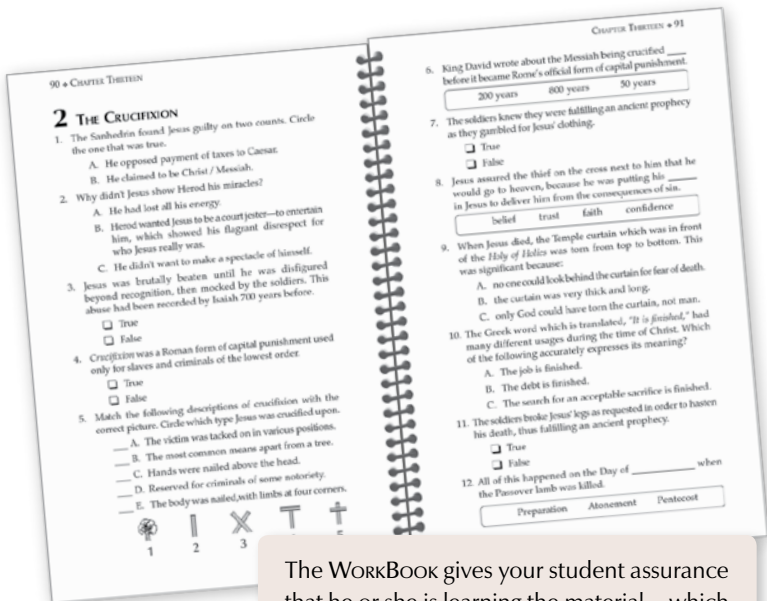 90 ♦ CHAPTER THIRTEEN
2 THE CRUCIFIXION
1. The Sanhedrin found Jesus guilty on two counts. Circle
the one that was true.
A. He opposed payment of taxes to Caesar.
B. He claimed to be Christ / Messiah.
2. Why didn't Jesus show Herod his miracles?
A. He had lost all his energy.
B. Herod wanted Jesus to be a court jester—to entertain
him, which showed his flagrant disrespect for
who Jesus really was.
C. He didn't want to make a spectacle of himself.
3. Jesus was brutally beaten until he was disfigured
beyond recognition, then mocked by the soldiers. This
abuse had been recorded by Isaiah 700 years before.
❑ True
❑ False
4. Crucifixion was a Roman form of capital punishment used
only for slaves and criminals of the lowest order.
❑ True
❑ False
5. Match the following descriptions of crucifixion with the
correct picture. Circle which type Jesus was crucified upon.
___ A. The victim was tacked on in various positions.
___ B. The most common means apart from a tree.
___ C. Hands were nailed above the head.
___ D. Reserved for criminals of some notoriety.
___ E. The body was nailed, with limbs at four corners.
1 2 3
CHAPTER THIRTEEN ♦ 91
6. King David wrote about the Messiah being crucified ____
before it became Rome's official form of capital punishment.
200 years 800 years 50 years
7. The soldiers knew they were fulfilling an ancient prophecy
as they gambled for Jesus' clothing.
❑ True
❑ False
8. Jesus assured the thief on the cross next to him that he
would go to heaven, because he was putting his ______
in Jesus to deliver him from the consequences of sin.
belief trust faith confidence
9. When Jesus died, the Temple curtain which was in front
of the Holy of Holies was torn from top to bottom. This
was significant because:
A. no one could look behind the curtain for fear of death.
B. the curtain was very thick and long.
C. only God could have torn the curtain, not man.
10. The Greek word which is translated, "It is finished," had
many different usages during the time of Christ. Which
of the following accurately expresses its meaning?
A. The job is finished.
B. The debt is finished.
C. The search for an acceptable sacrifice is finished.
11. The soldiers broke Jesus' legs as requested in order to hasten
his death, thus fulfilling an ancient prophecy.
❑ True
❑ False
12. All of this happened on the Day of __________ when
the Passover lamb was killed.
Preparation Atonement Pentecost
The WORKBOOK gives your student assurance
that he or she is learning the material—which